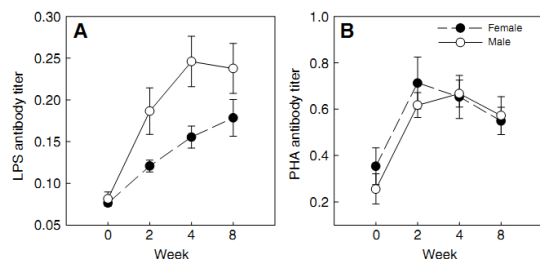 A
LPS antibody titer
0.30
0.25
0.20
0.15
0.10
0.05
0 2 4 8
Week
B
Female
Male
PHA antibody titer
1.0
0.8
0.6
0.4
0.2
0 2 4 8
Week